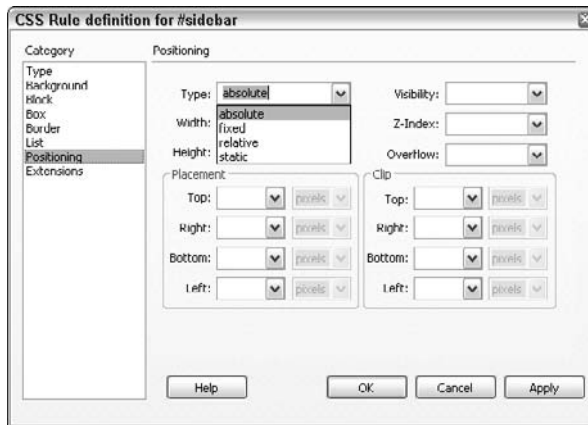 CSS Rule definition for #sidebar
Category
Type
Background
Block
Box
Border
List
Positioning
Extensions
Positioning
Type: absolute
absolute
fixed
relative
static
Width:
Height:
Visibility:
Z-Index:
Overflow:
Placement
Top: pixels
Right: pixels
Bottom: pixels
Left: pixels
Clip
Top: pixels
Right: pixels
Bottom: pixels
Left: pixels
Help OK Cancel Apply